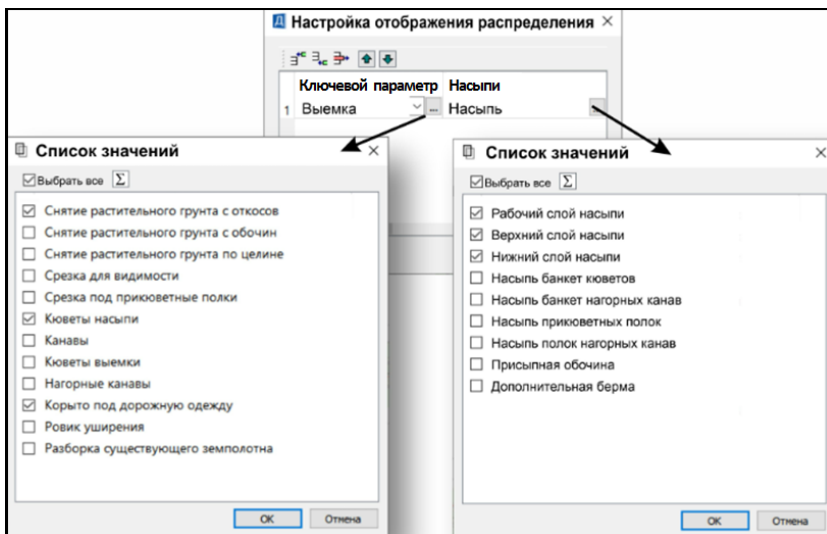 Настройка отображения распределения
Ключевой параметр Насыпи
1 Выемка ... Насыпь
Список значений
Выбрать все Σ
Снятие растительного грунта с откосов
Снятие растительного грунта с обочин
Снятие растительного грунта по целине
Срезка для видимости
Срезка под прикюветные полки
Кюветы насыпи
Канавы
Кюветы выемки
Нагорные канавы
Корыто под дорожную одежду
Ровик уширения
Разборка существующего земполотна
ОК Отмена
Список значений
Выбрать все Σ
Рабочий слой насыпи
Верхний слой насыпи
Нижний слой насыпи
Насыпь банкет кюветов
Насыпь банкет нагорных канав
Насыпь прикюветных полок
Насыпь полок нагорных канав
Присыпная обочина
Дополнительная берма
ОК Отмена